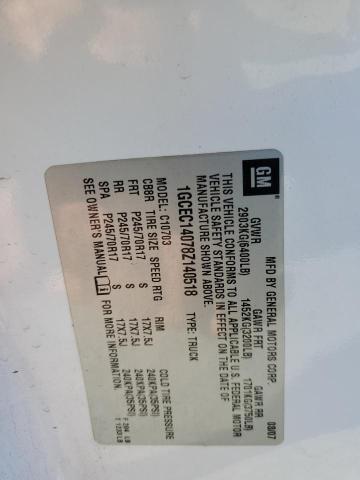 GM
MFD BY GENERAL MOTORS CORP. 03/07
GVWR GAWR FRT GAWR RR
2903KG(6400LB) 1452KG(3200LB) 1701KG(3750LB)
THIS VEHICLE CONFORMS TO ALL APPLICABLE U.S. FEDERAL MOTOR
VEHICLE SAFETY STANDARDS IN EFFECT ON THE DATE OF
MANUFACTURE SHOWN ABOVE.
1GCEC14078Z140518 TYPE: TRUCK
MODEL: C10703
CB8R TIRE SIZE SPEED RTG RIM COLD TIRE PRESSURE
FRT P245/70R17 S 17X7.5J 240KPA(35PSI)
RR P245/70R17 S 17X7.5J 240KPA(35PSI)
SPA P245/70R17 S 17X7.5J 240KPA(35PSI)
SEE OWNER'S MANUAL FOR MORE INFORMATION.